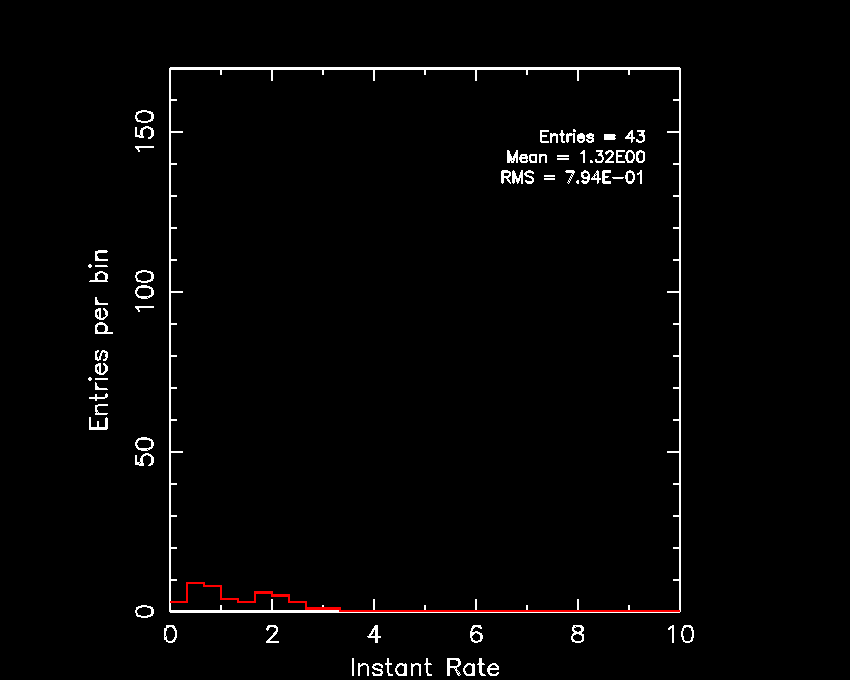 Entries = 43
Mean = 1.32E00
RMS = 7.94E-01
Entries per bin
150
100
50
0
0 2 4 6 8 10
Instant Rate